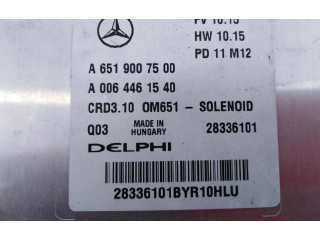 PV 10.15
HW 10.15
PD 11 M12
A 651 900 75 00
A 006 446 15 40
CRD3.10 OM651 - SOLENOID
Q03 MADE IN HUNGARY 28336101
DELPHI
28336101BYR10HLU